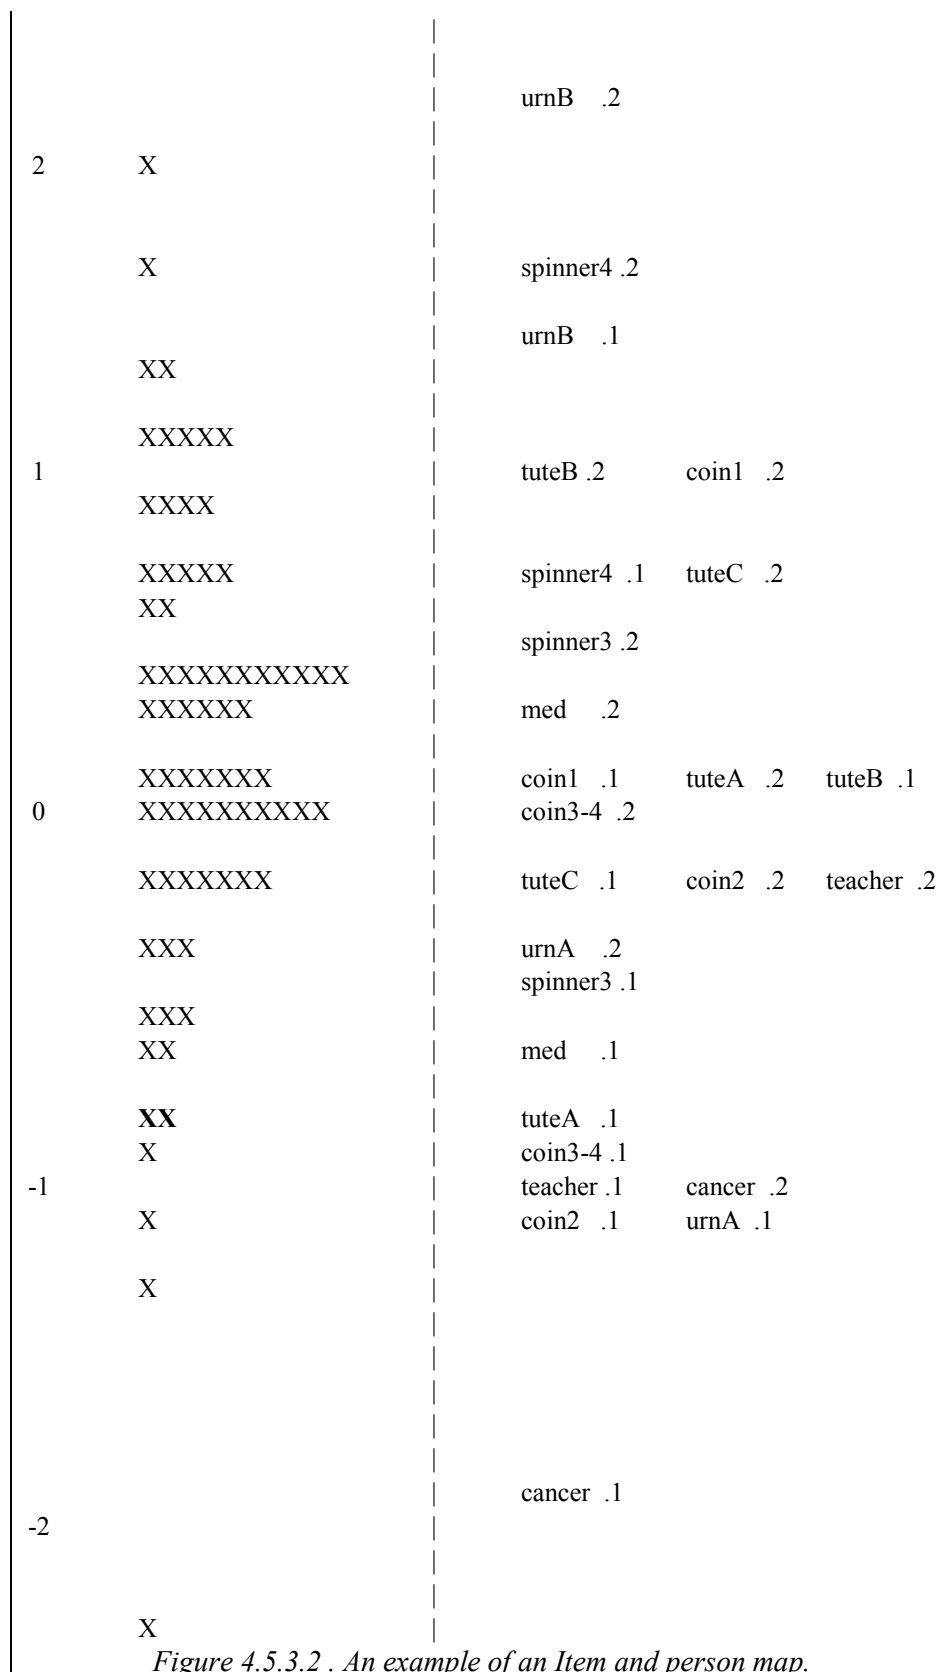 urnB .2
2 X
X spinner4 .2
urnB .1
XX
XXXXX
1 tuteB .2 coin1 .2
XXXX
XXXXX spinner4 .1 tuteC .2
XX
spinner3 .2
XXXXXXXXXXX
XXXXXX med .2
XXXXXXX coin1 .1 tuteA .2 tuteB .1
0 XXXXXXXXXX coin3-4 .2
XXXXXXX tuteC .1 coin2 .2 teacher .2
XXX urnA .2
spinner3 .1
XXX
XX med .1
XX tuteA .1
X coin3-4 .1
-1 teacher .1 cancer .2
X coin2 .1 urnA .1
X
cancer .1
-2
X
Figure 4.5.3.2 . An example of an Item and person map.